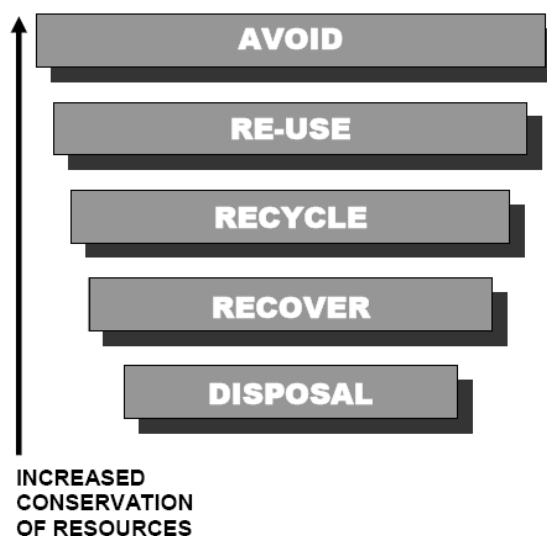 AVOID
RE-USE
RECYCLE
RECOVER
DISPOSAL
INCREASED
CONSERVATION
OF RESOURCES